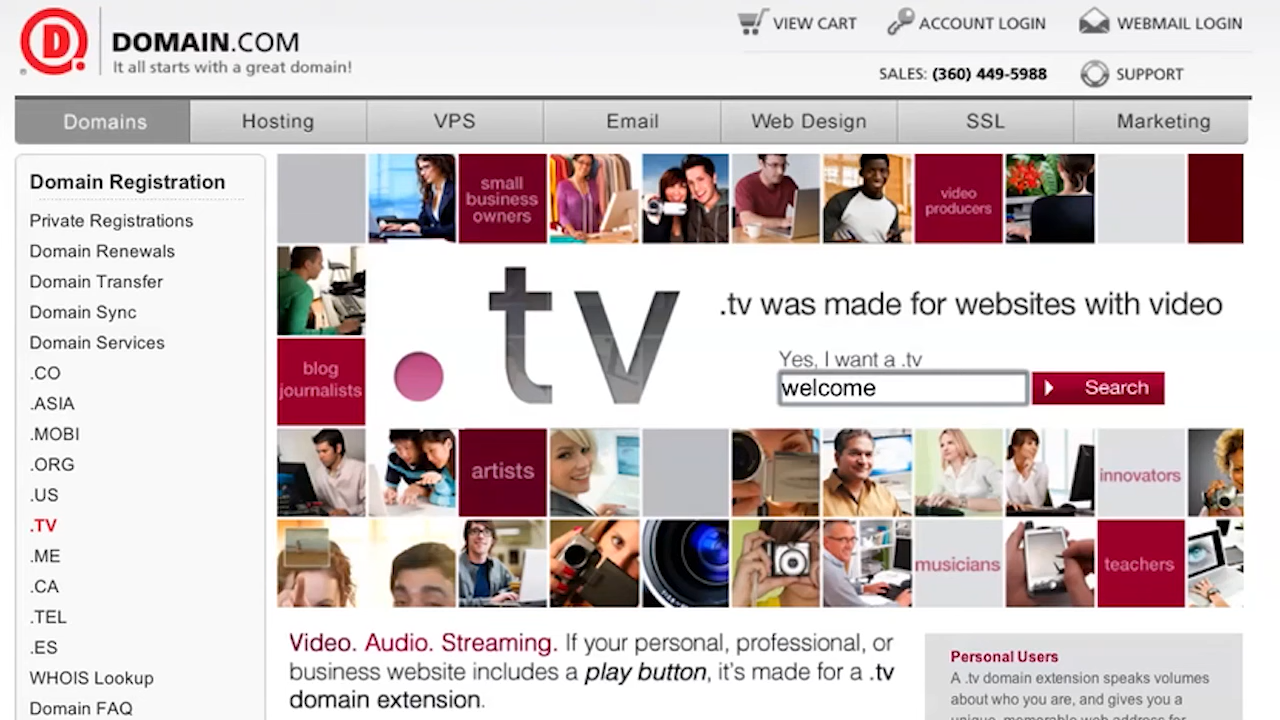 DOMAIN.COM
It all starts with a great domain!
VIEW CART
ACCOUNT LOGIN
WEBMAIL LOGIN
SALES: (360) 449-5988
SUPPORT
Domains
Hosting
VPS
Email
Web Design
SSL
Marketing
Domain Registration
Private Registrations
Domain Renewals
Domain Transfer
Domain Sync
Domain Services
.CO
.ASIA
.MOBI
.ORG
.US
.TV
.ME
.CA
.TEL
.ES
WHOIS Lookup
Domain FAQ
small
business
owners
video
producers
.tv
.tv was made for websites with video
Yes, I want a .tv
welcome
Search
blog
journalists
artists
innovators
musicians
teachers
Video. Audio. Streaming. If your personal, professional, or
business website includes a play button, it's made for a .tv
domain extension.
Personal Users
A .tv domain extension speaks volumes
about who you are, and gives you a
unique, memorable web address for